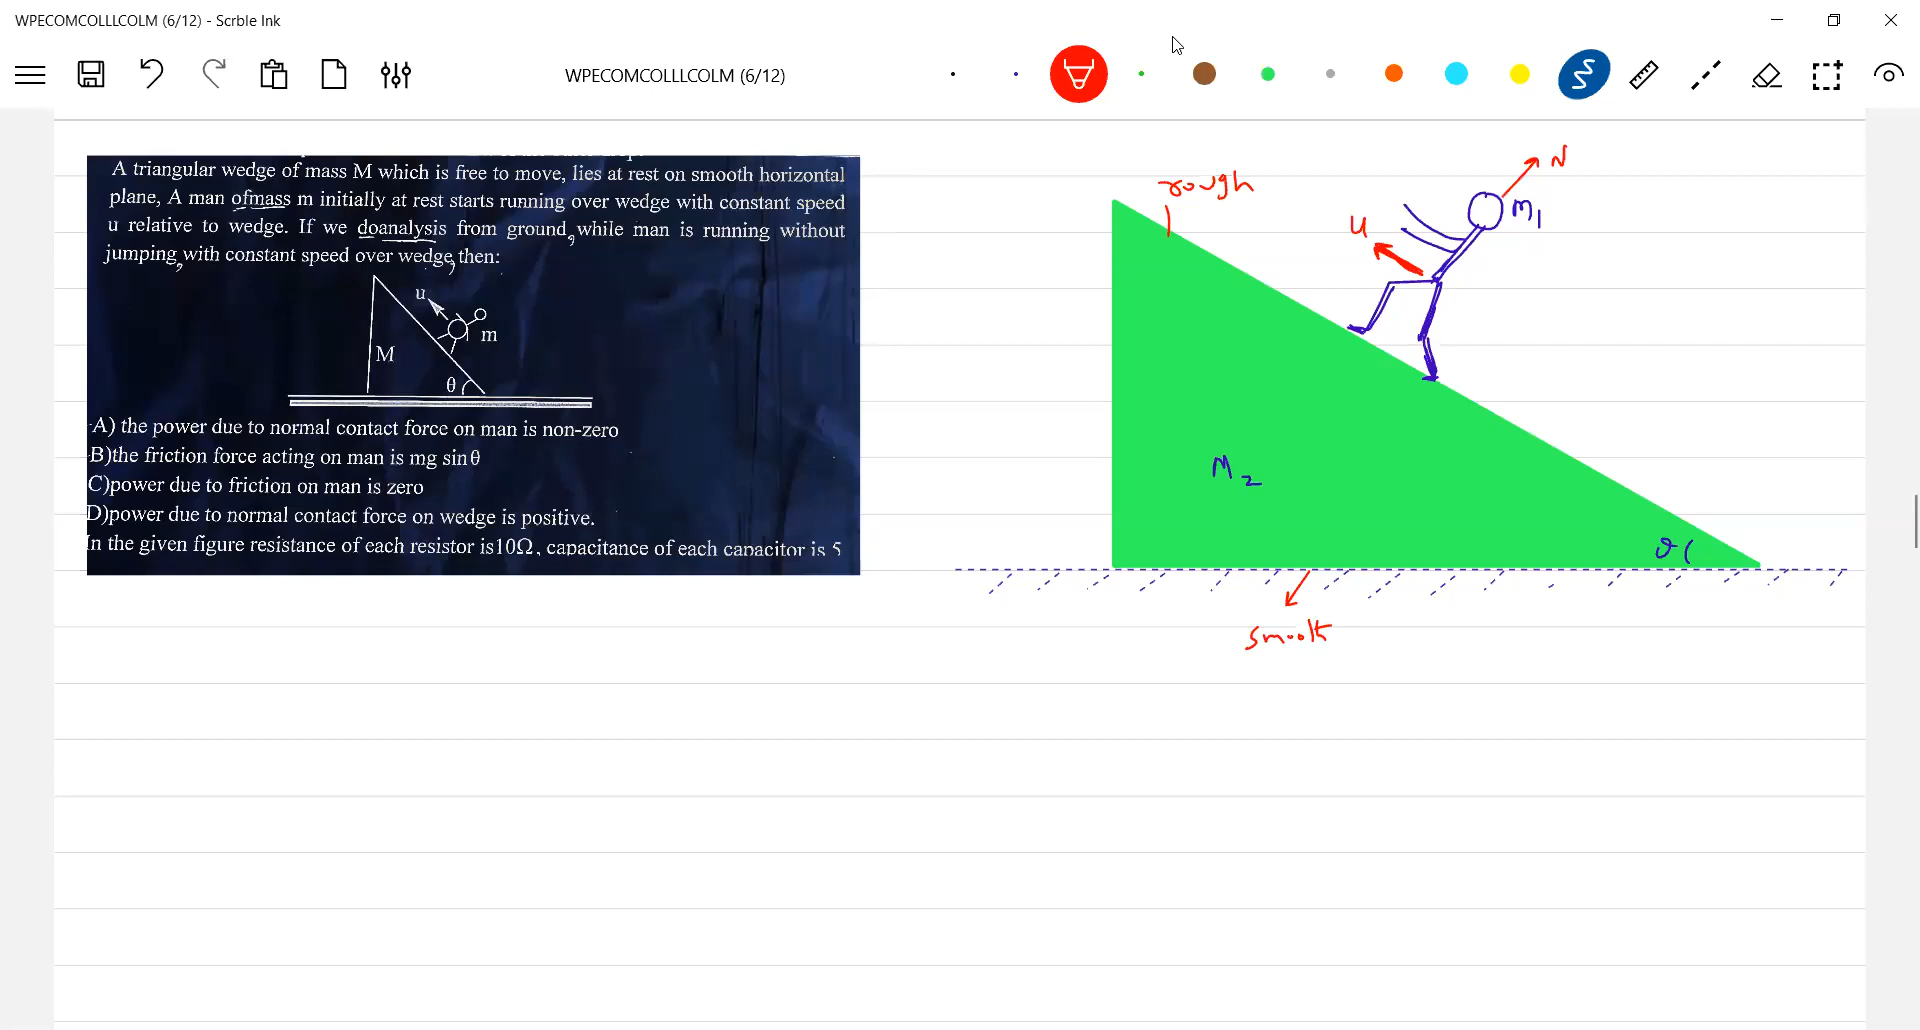 WPECOMCOLLLCOLM (6/12) - Scrble Ink
WPECOMCOLLLCOLM (6/12)
A triangular wedge of mass M which is free to move, lies at rest on smooth horizontal
plane, A man ofmass m initially at rest starts running over wedge with constant speed
u relative to wedge. If we doanalysis from ground, while man is running without
jumping, with constant speed over wedge, then:
u
m
M
θ
A) the power due to normal contact force on man is non-zero
B)the friction force acting on man is mg sinθ
C)power due to friction on man is zero
D)power due to normal contact force on wedge is positive.
In the given figure resistance of each resistor is10Ω, capacitance of each capacitor is 5
rough
N
M1
u
M2
θ
smooth